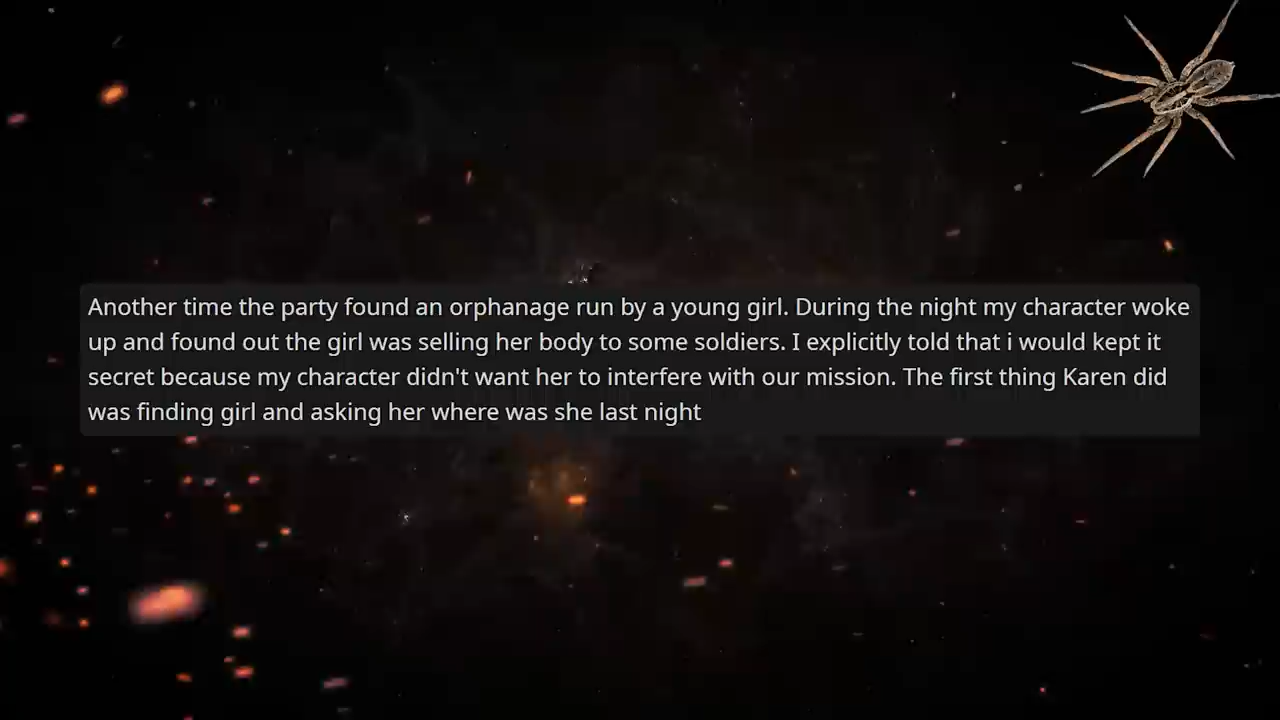 Another time the party found an orphanage run by a young girl. During the night my character woke
up and found out the girl was selling her body to some soldiers. I explicitly told that i would kept it
secret because my character didn't want her to interfere with our mission. The first thing Karen did
was finding girl and asking her where was she last night